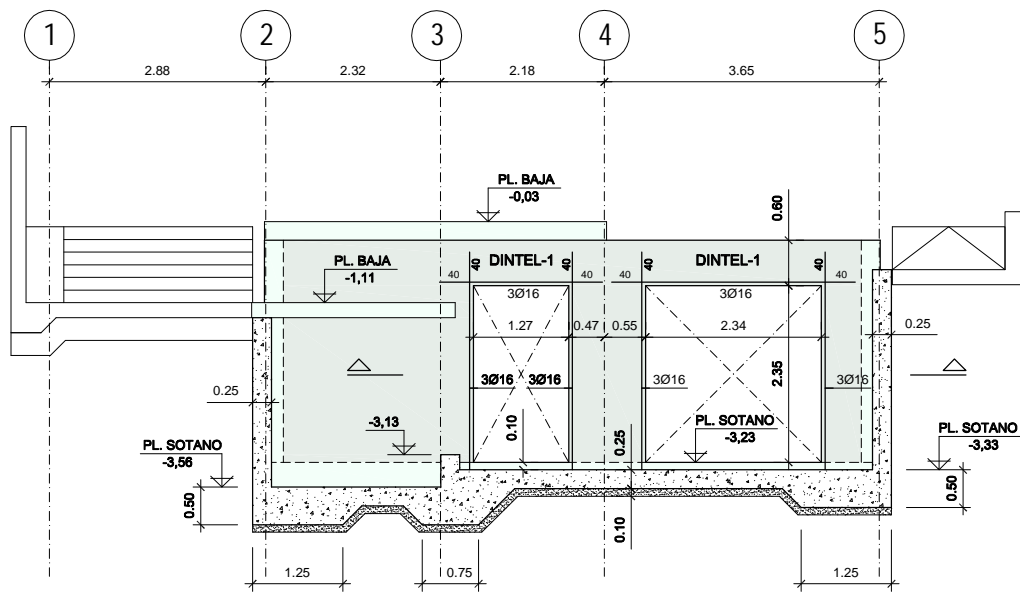 1 2 3 4 5
2.88 2.32 2.18 3.65
PL. BAJA
-0,03
0.60
PL. BAJA
-1,11
DINTEL-1 DINTEL-1
40 40 40 40 40 40 40 40
3Ø16 3Ø16
1.27 0.47 0.55 2.34
0.25
2.35
3Ø16 3Ø16 3Ø16 3Ø16
0.25
-3,13
0.10
0.25
PL. SOTANO
-3,23
PL. SOTANO
-3,56
PL. SOTANO
-3,33
0.50
0.50
0.10
1.25 0.75 1.25